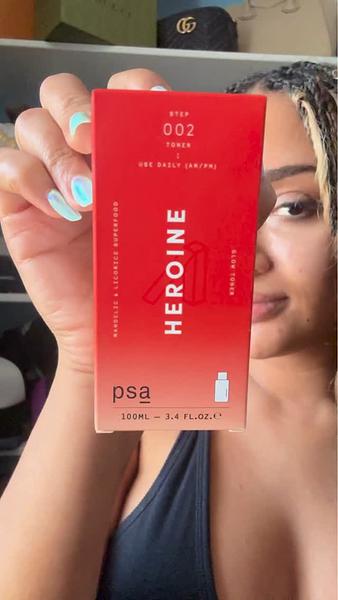 STEP
002
TONER
USE DAILY (AM/PM)
MANDELIC & LICORICE SUPERFOOD
HEROINE
GLOW TONER
psa
100ML — 3.4 FL.OZ.℮